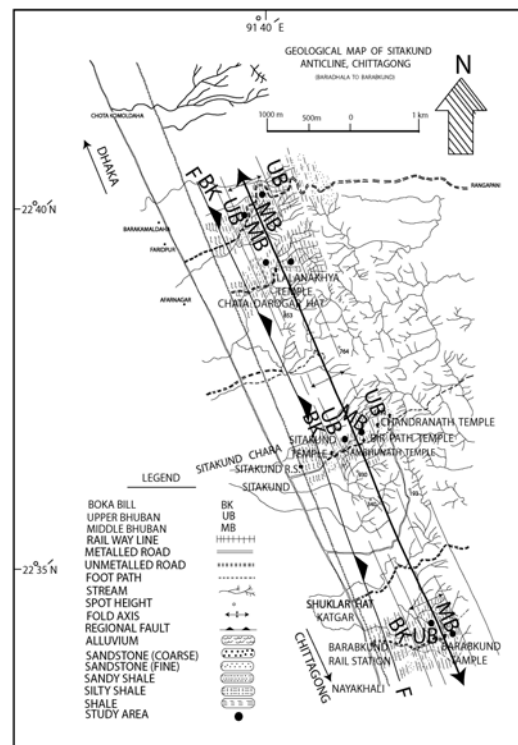 91 40 E
GEOLOGICAL MAP OF SITAKUND
ANTICLINE, CHITTAGONG
(BARADHALA TO BARABKUND)
1000 m 500m 0 1 km
N
CHOTA KOMOLDAHA
DHAKA
F
BK
UB
MB
UB
MB
RANGAPANI
22 40 N
BARAKAMALDAHA
FARIDPUR
AFARNAGAR
LALANAKHYA
TEMPLE
CHATA DAROGAR HAT
BK
UB
MB
UB
CHANDRANATH TEMPLE
SITAKUND
TEMPLE
BIR PATH TEMPLE
SAMBHUNATH TEMPLE
SITAKUND CHARA
SITAKUND R.S.
SITAKUND
LEGEND
BOKA BILL BK
UPPER BHUBAN UB
MIDDLE BHUBAN MB
RAIL WAY LINE
METALLED ROAD
UNMETALLED ROAD
FOOT PATH
STREAM
SPOT HEIGHT
FOLD AXIS
REGIONAL FAULT
ALLUVIUM
SANDSTONE (COARSE)
SANDSTONE (FINE)
SANDY SHALE
SILTY SHALE
SHALE
STUDY AREA
22 35 N
SHUKLAR HAT
KATGAR
CHITTAGONG
BK
UB
MB
BARABKUND
RAIL STATION
BARABKUND
TAMPLE
NAYAKHALI
F